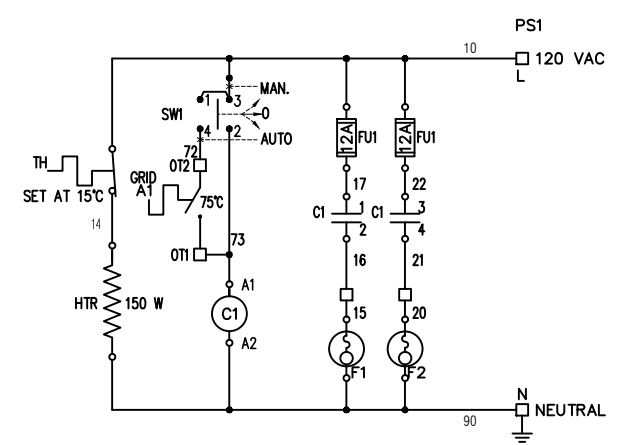 PS1
10
120 VAC
L
MAN.
1
3
SW1
0
4
2
AUTO
12A
FU1
12A
FU1
72
OT2
TH
GRID
A1
75°C
SET AT 15°C
17
22
14
C1
1
2
C1
3
4
73
OT1
16
21
A1
HTR
150 W
C1
15
20
A2
F1
F2
N
NEUTRAL
90